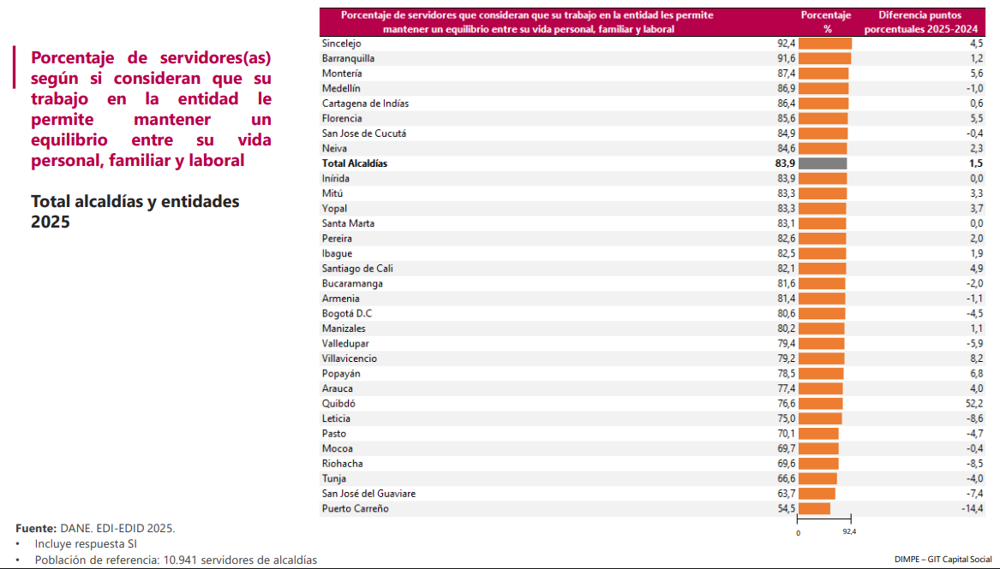 Porcentaje de servidores(as)
según si consideran que su
trabajo en la entidad le
permite mantener un
equilibrio entre su vida
personal, familiar y laboral
Total alcaldías y entidades
2025
Porcentaje de servidores que consideran que su trabajo en la entidad les permite
mantener un equilibrio entre su vida personal, familiar y laboral
Porcentaje
%
Diferencia puntos
porcentuales 2025-2024
Sincelejo 92,4 4,5
Barranquilla 91,6 1,2
Montería 87,4 5,6
Medellín 86,9 -1,0
Cartagena de Indías 86,4 0,6
Florencia 85,6 5,5
San Jose de Cucutá 84,9 -0,4
Neiva 84,6 2,3
Total Alcaldías 83,9 1,5
Inírida 83,9 0,0
Mitú 83,3 3,3
Yopal 83,3 3,7
Santa Marta 83,1 0,0
Pereira 82,6 2,0
Ibague 82,5 1,9
Santiago de Cali 82,1 4,9
Bucaramanga 81,6 -2,0
Armenia 81,4 -1,1
Bogotá D.C 80,6 -4,5
Manizales 80,2 1,1
Valledupar 79,4 -5,9
Villavicencio 79,2 8,2
Popayán 78,5 6,8
Arauca 77,4 4,0
Quibdó 76,6 52,2
Leticia 75,0 -8,6
Pasto 70,1 -4,7
Mocoa 69,7 -0,4
Riohacha 69,6 -8,5
Tunja 66,6 -4,0
San José del Guaviare 63,7 -7,4
Puerto Carreño 54,5 -14,4
0 92,4
Fuente: DANE. EDI-EDID 2025.
• Incluye respuesta SI
• Población de referencia: 10.941 servidores de alcaldías
DIMPE – GIT Capital Social